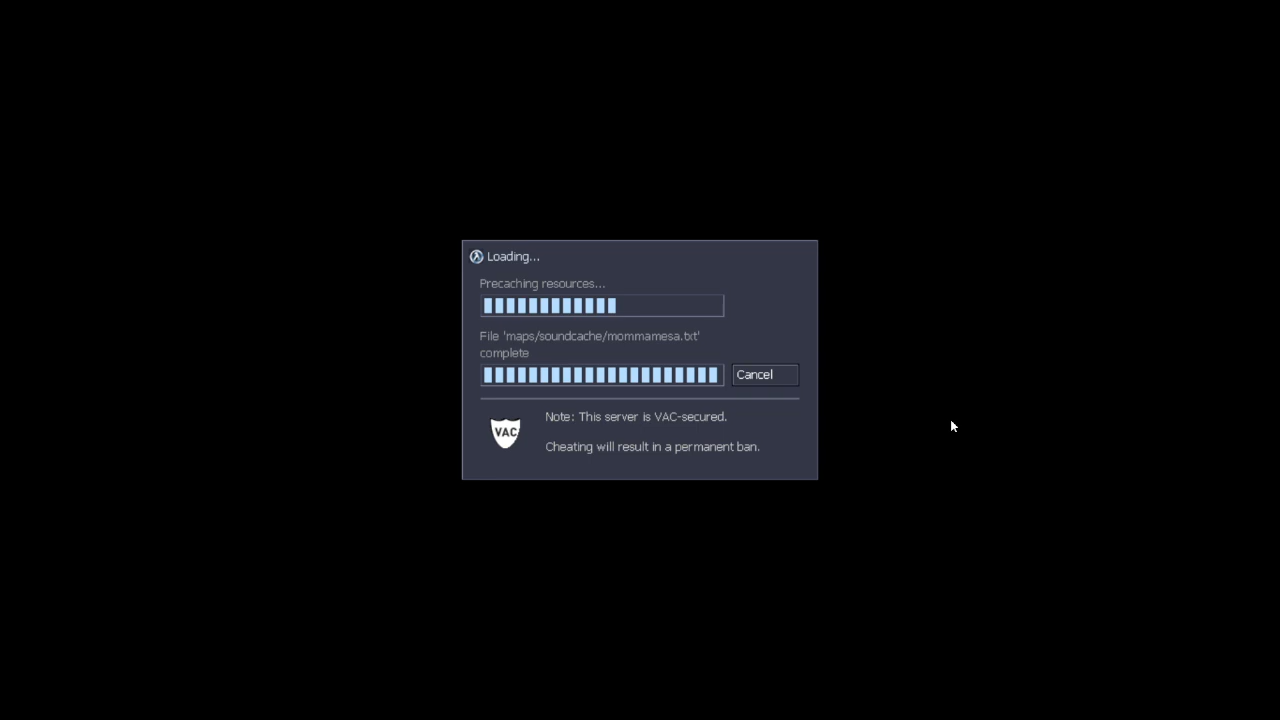 Loading...
Precaching resources...
File 'maps/soundcache/mommamesa.txt'
complete
Cancel
VAC
Note: This server is VAC-secured.
Cheating will result in a permanent ban.